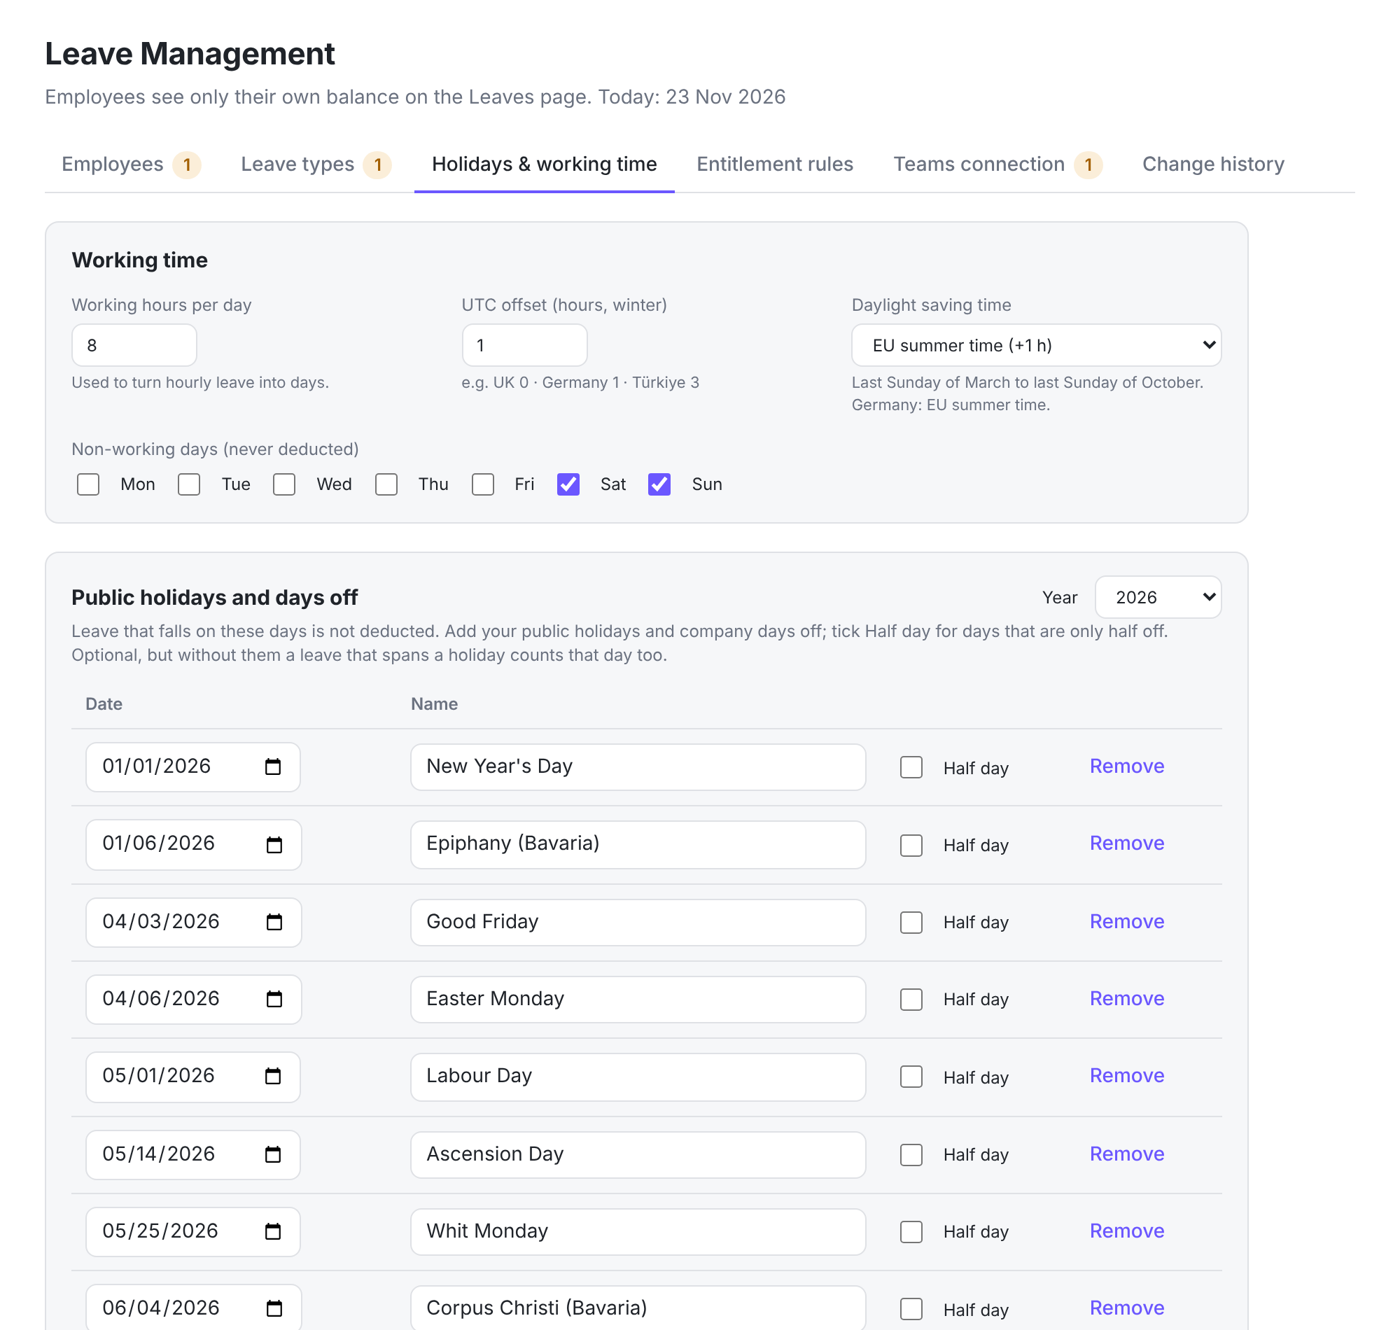 Leave Management
Employees see only their own balance on the Leaves page. Today: 23 Nov 2026
Employees 1 Leave types 1 Holidays & working time Entitlement rules Teams connection 1 Change history
Working time
Working hours per day UTC offset (hours, winter) Daylight saving time
8 1 EU summer time (+1 h)
Used to turn hourly leave into days. e.g. UK 0 · Germany 1 · Türkiye 3 Last Sunday of March to last Sunday of October.
Germany: EU summer time.
Non-working days (never deducted)
Mon Tue Wed Thu Fri Sat Sun
Public holidays and days off Year 2026
Leave that falls on these days is not deducted. Add your public holidays and company days off; tick Half day for days that are only half off.
Optional, but without them a leave that spans a holiday counts that day too.
Date Name
01/01/2026 New Year's Day Half day Remove
01/06/2026 Epiphany (Bavaria) Half day Remove
04/03/2026 Good Friday Half day Remove
04/06/2026 Easter Monday Half day Remove
05/01/2026 Labour Day Half day Remove
05/14/2026 Ascension Day Half day Remove
05/25/2026 Whit Monday Half day Remove
06/04/2026 Corpus Christi (Bavaria) Half day Remove